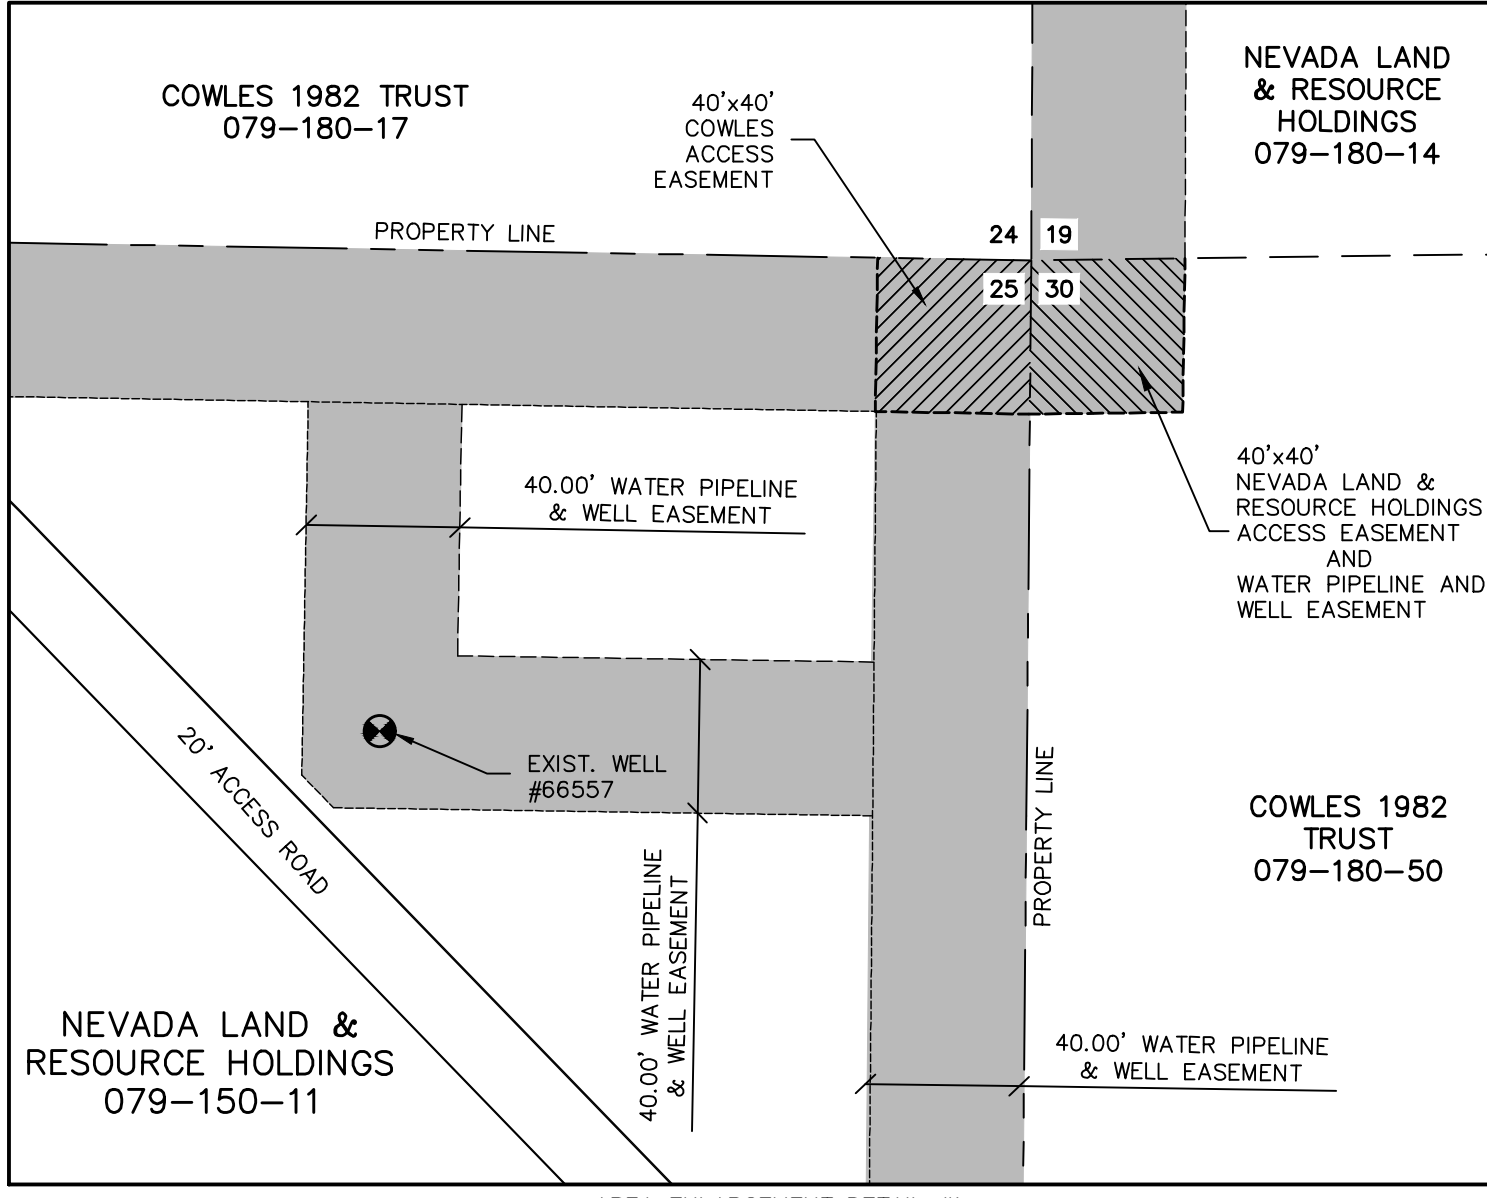 COWLES 1982 TRUST
079-180-17
40'x40'
COWLES
ACCESS
EASEMENT
NEVADA LAND
& RESOURCE
HOLDINGS
079-180-14
PROPERTY LINE
24 19
25 30
40.00' WATER PIPELINE
& WELL EASEMENT
40'x40'
NEVADA LAND &
RESOURCE HOLDINGS
ACCESS EASEMENT
AND
WATER PIPELINE AND
WELL EASEMENT
EXIST. WELL
#66557
20' ACCESS ROAD
PROPERTY LINE
COWLES 1982
TRUST
079-180-50
40.00' WATER PIPELINE
& WELL EASEMENT
NEVADA LAND &
RESOURCE HOLDINGS
079-150-11
40.00' WATER PIPELINE
& WELL EASEMENT